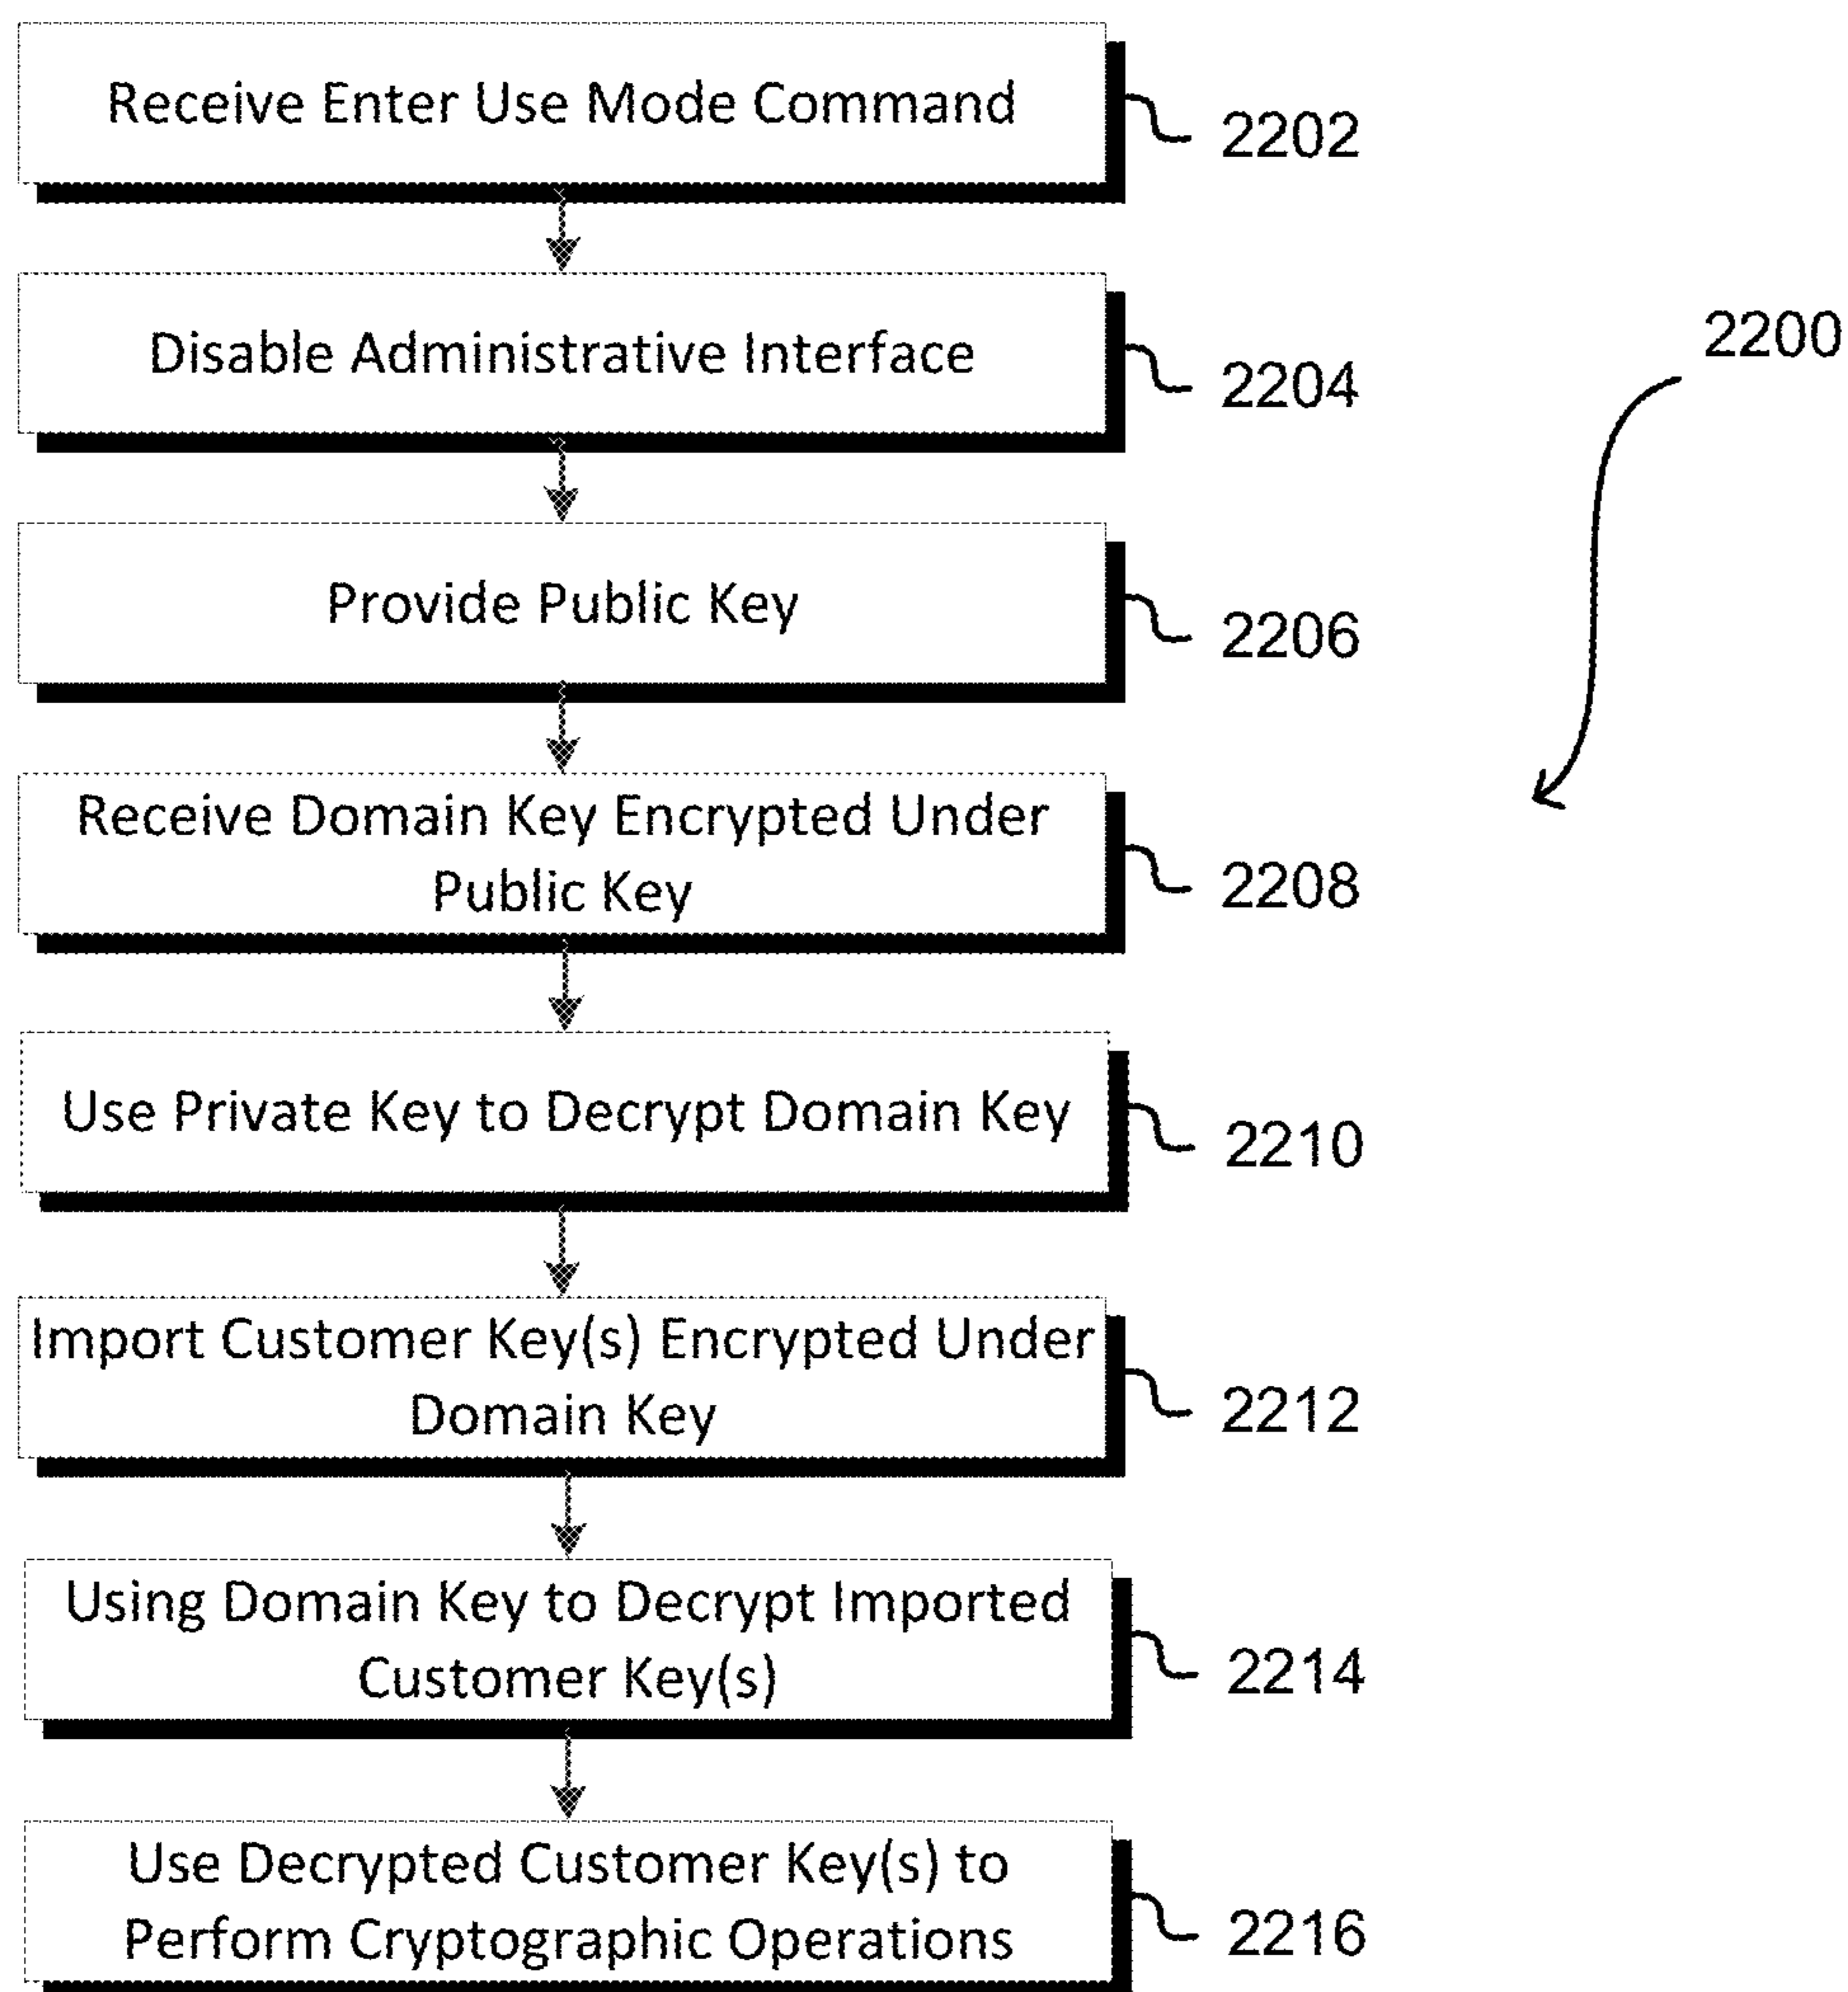 Receive Enter Use Mode Command
2202
Disable Administrative Interface
2204
2200
Provide Public Key
2206
Receive Domain Key Encrypted Under
Public Key
2208
Use Private Key to Decrypt Domain Key
2210
Import Customer Key(s) Encrypted Under
Domain Key
2212
Using Domain Key to Decrypt Imported
Customer Key(s)
2214
Use Decrypted Customer Key(s) to
Perform Cryptographic Operations
2216